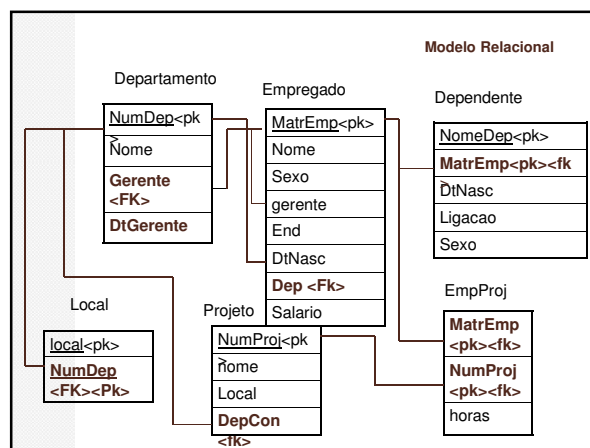 Modelo Relacional
Departamento
NumDep<pk
>
Nome
Gerente
<FK>
DtGerente
Empregado
MatrEmp<pk>
Nome
Sexo
gerente
End
DtNasc
Dep <Fk>
Salario
Dependente
NomeDep<pk>
MatrEmp<pk><fk
>
DtNasc
Ligacao
Sexo
Local
local<pk>
NumDep
<FK><Pk>
Projeto
NumProj<pk
>
nome
Local
DepCon
<fk>
EmpProj
MatrEmp
<pk><fk>
NumProj
<pk><fk>
horas